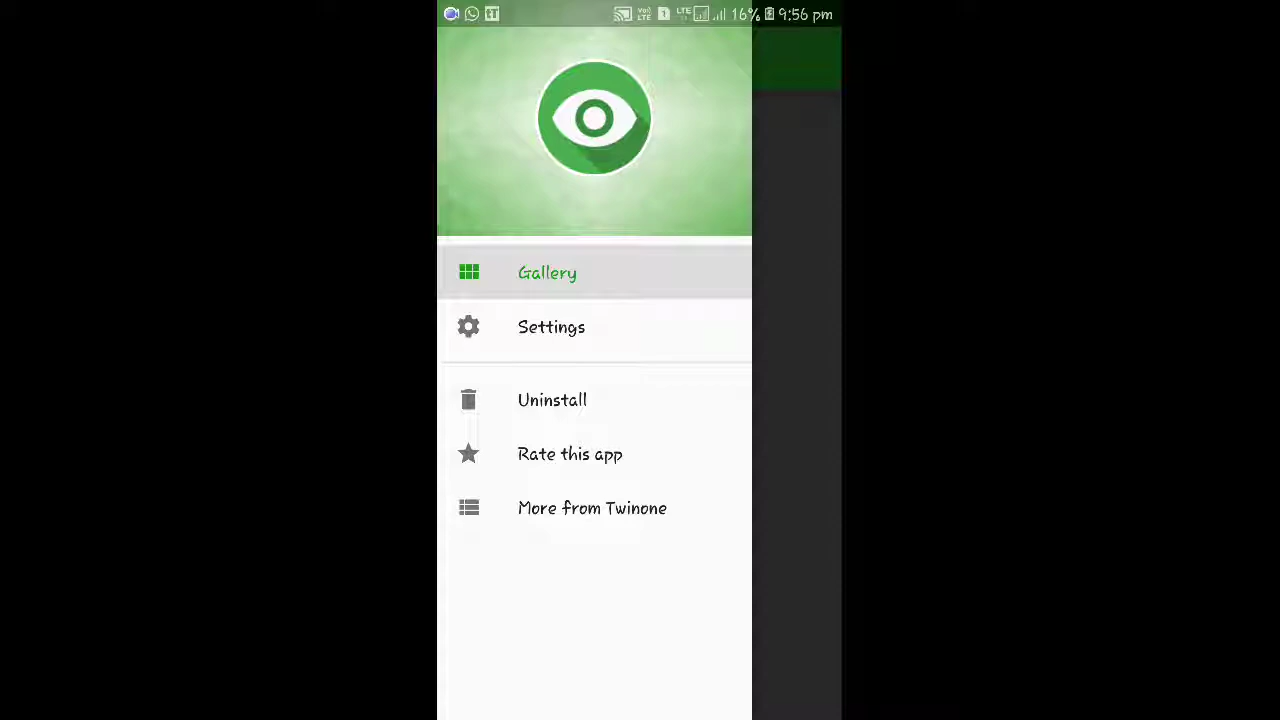 16% 9:56 pm
Gallery
Settings
Uninstall
Rate this app
More from Twinone